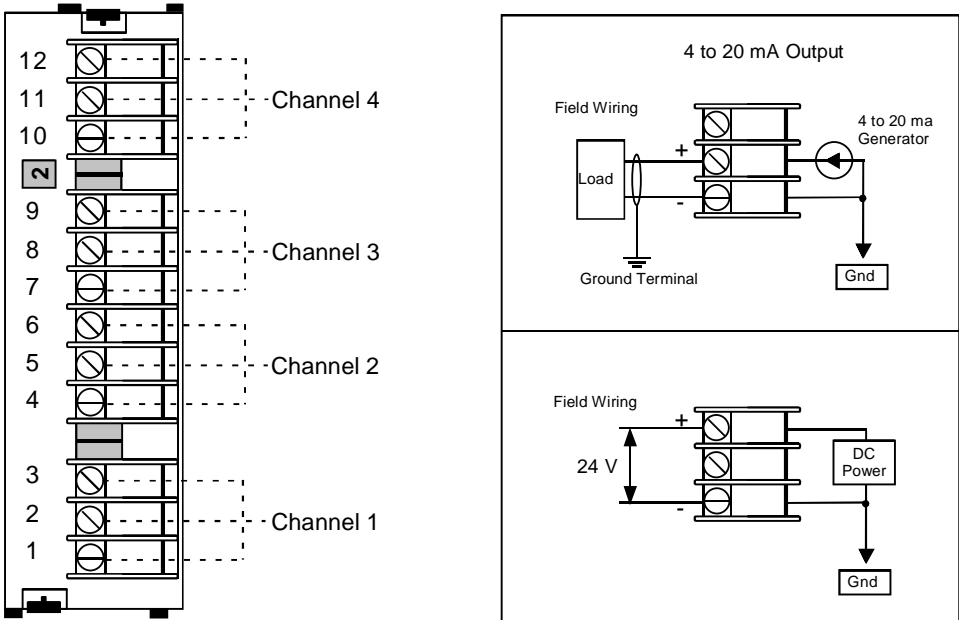 12
11
10
Channel 4
2
9
8
7
Channel 3
6
5
4
Channel 2
3
2
1
Channel 1
4 to 20 mA Output
Field Wiring
4 to 20 ma
Generator
+
Load
-
Ground Terminal
Gnd
Field Wiring
+
24 V
DC
Power
-
Gnd